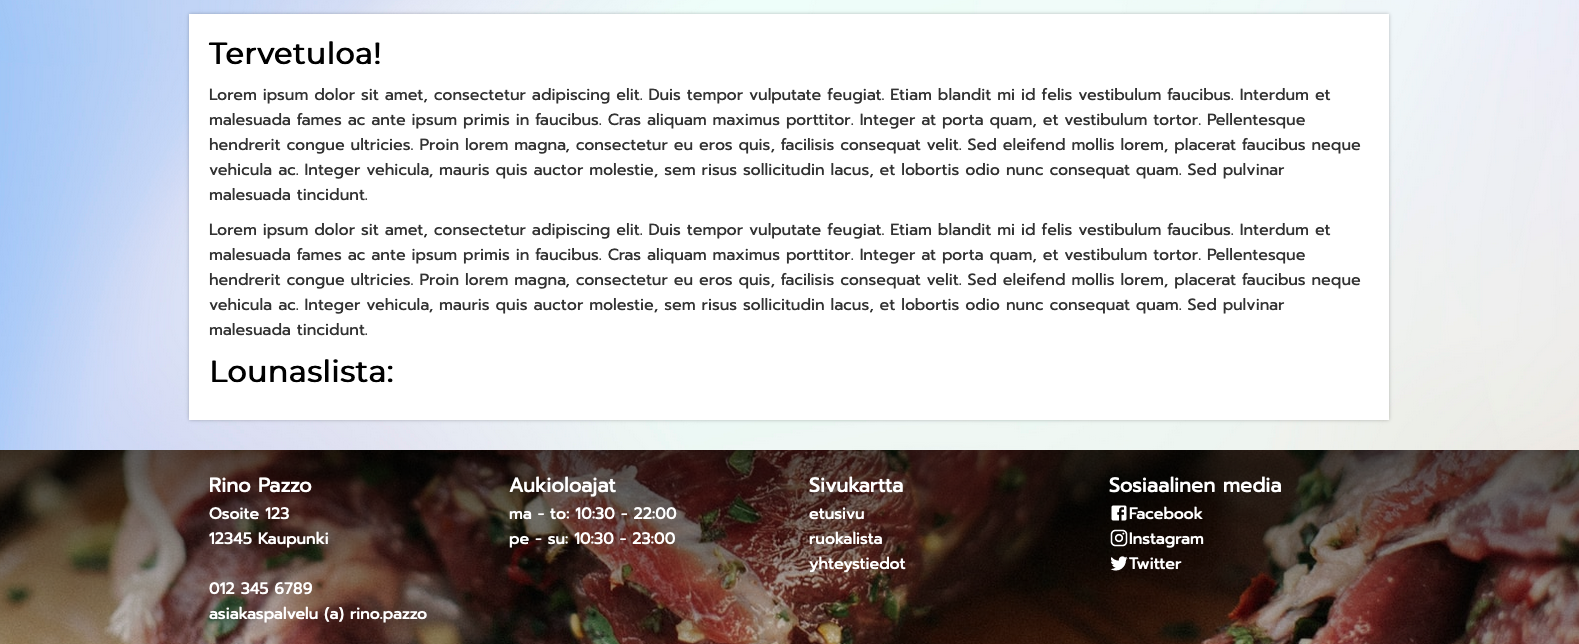 Tervetuloa!
Lorem ipsum dolor sit amet, consectetur adipiscing elit. Duis tempor vulputate feugiat. Etiam blandit mi id felis vestibulum faucibus. Interdum et
malesuada fames ac ante ipsum primis in faucibus. Cras aliquam maximus porttitor. Integer at porta quam, et vestibulum tortor. Pellentesque
hendrerit congue ultricies. Proin lorem magna, consectetur eu eros quis, facilisis consequat velit. Sed eleifend mollis lorem, placerat faucibus neque
vehicula ac. Integer vehicula, mauris quis auctor molestie, sem risus sollicitudin lacus, et lobortis odio nunc consequat quam. Sed pulvinar
malesuada tincidunt.
Lorem ipsum dolor sit amet, consectetur adipiscing elit. Duis tempor vulputate feugiat. Etiam blandit mi id felis vestibulum faucibus. Interdum et
malesuada fames ac ante ipsum primis in faucibus. Cras aliquam maximus porttitor. Integer at porta quam, et vestibulum tortor. Pellentesque
hendrerit congue ultricies. Proin lorem magna, consectetur eu eros quis, facilisis consequat velit. Sed eleifend mollis lorem, placerat faucibus neque
vehicula ac. Integer vehicula, mauris quis auctor molestie, sem risus sollicitudin lacus, et lobortis odio nunc consequat quam. Sed pulvinar
malesuada tincidunt.
Lounaslista:
Rino Pazzo
Osoite 123
12345 Kaupunki
012 345 6789
asiakaspalvelu (a) rino.pazzo
Aukioloajat
ma - to: 10:30 - 22:00
pe - su: 10:30 - 23:00
Sivukartta
etusivu
ruokalista
yhteystiedot
Sosiaalinen media
Facebook
Instagram
Twitter